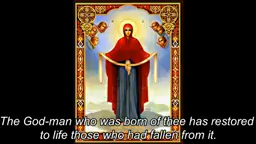 The God-man who was born of thee has restored
to life those who had fallen from it.